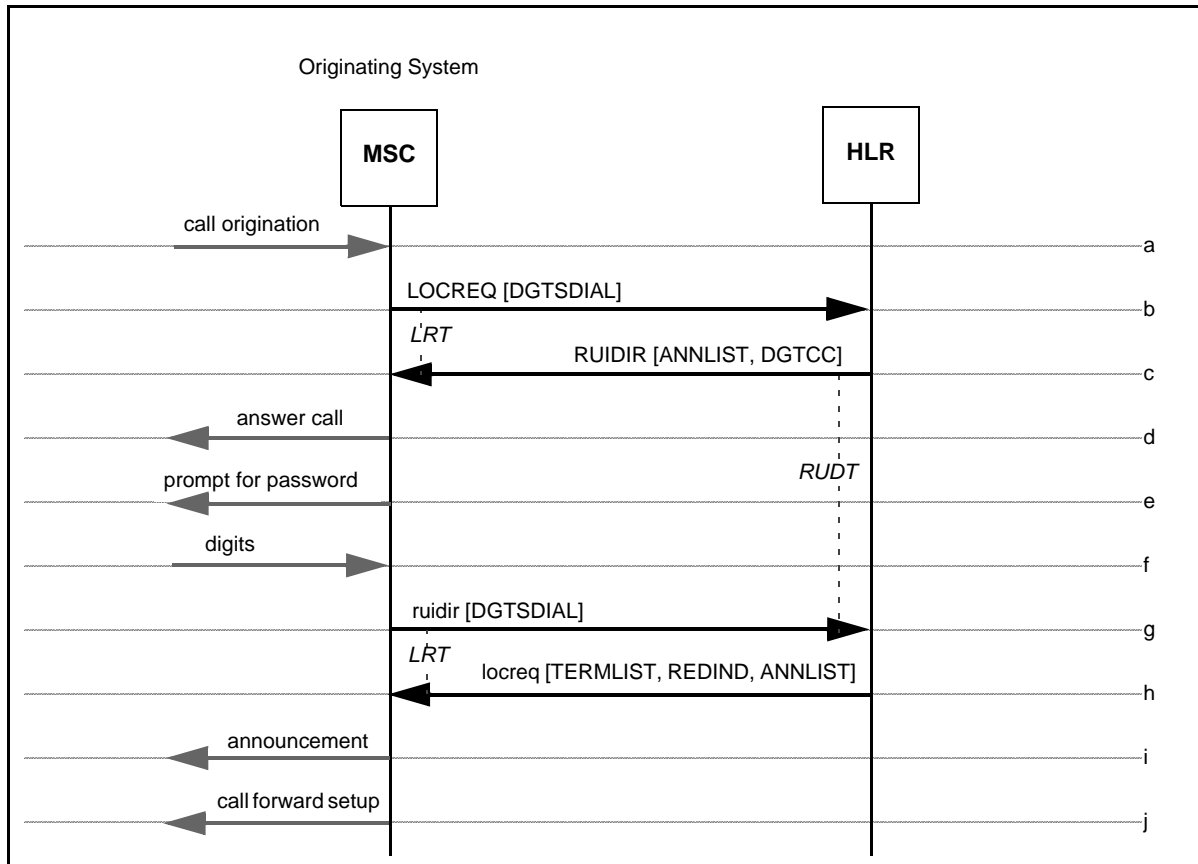 Originating System
MSC
HLR
call origination
a
LOCREQ [DGTSDIAL]
b
LRT
RUIDIR [ANNLIST, DGTCC]
c
answer call
d
prompt for password
RUDT
e
digits
f
ruidir [DGTSDIAL]
g
LRT
locreq [TERMLIST, REDIND, ANNLIST]
h
announcement
i
call forward setup
j